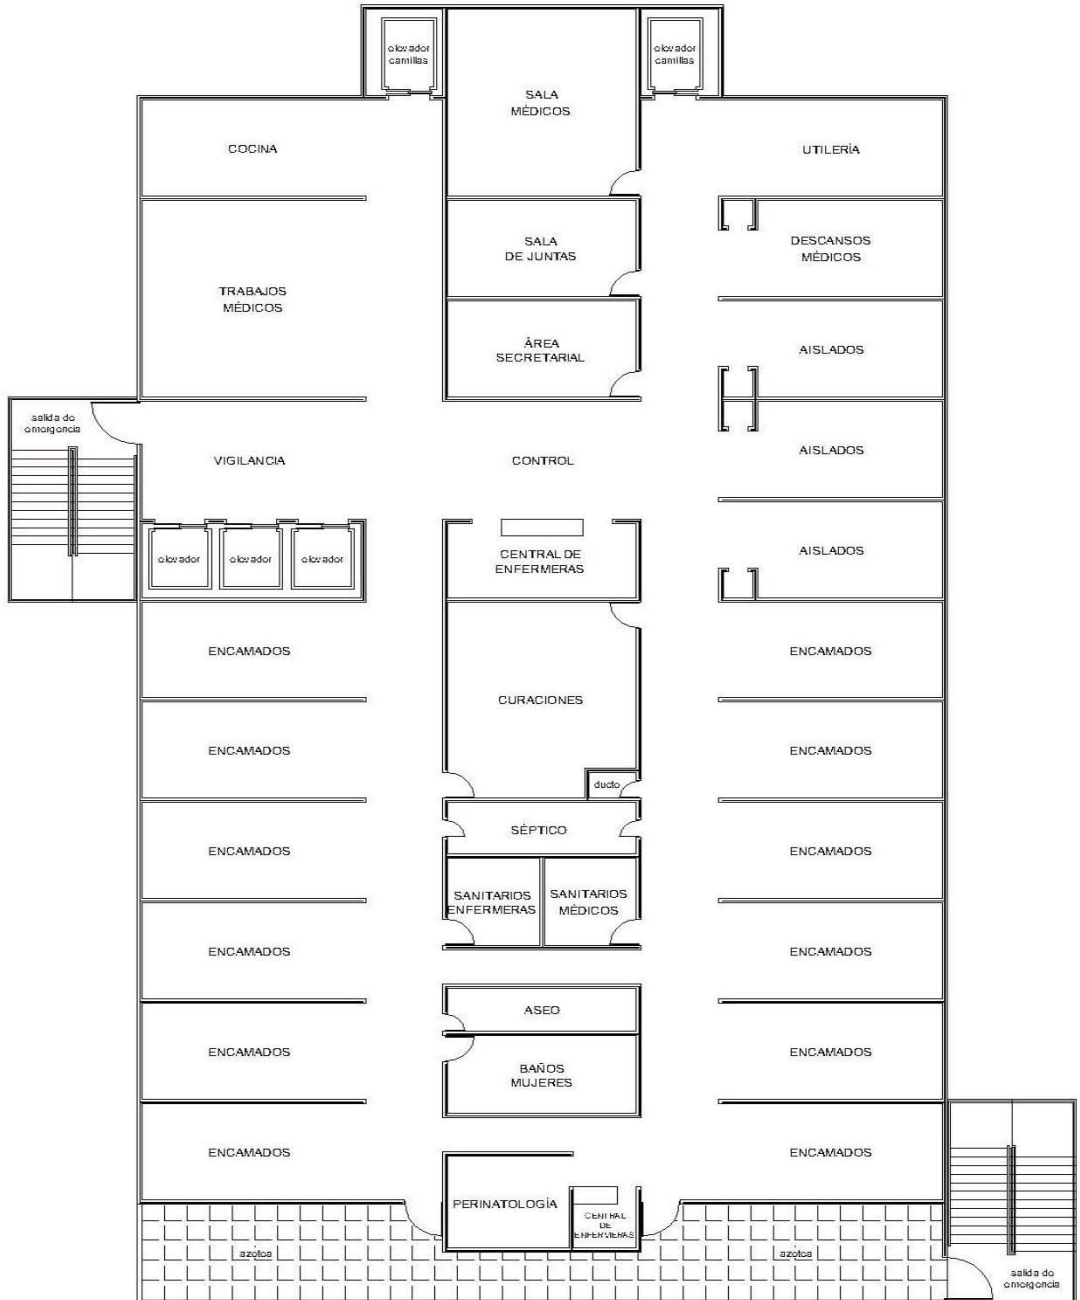 elevador
camillas
elevador
camillas
SALA
MÉDICOS
COCINA
UTILERÍA
SALA
DE JUNTAS
DESCANSOS
MÉDICOS
TRABAJOS
MÉDICOS
ÁREA
SECRETARIAL
AISLADOS
salida de
emergencia
VIGILANCIA
CONTROL
AISLADOS
elevador
elevador
elevador
CENTRAL DE
ENFERMERAS
AISLADOS
ENCAMADOS
ENCAMADOS
CURACIONES
ENCAMADOS
ENCAMADOS
ducto
SÉPTICO
ENCAMADOS
ENCAMADOS
SANITARIOS
ENFERMERAS
SANITARIOS
MÉDICOS
ENCAMADOS
ENCAMADOS
ASEO
ENCAMADOS
ENCAMADOS
BAÑOS
MUJERES
ENCAMADOS
ENCAMADOS
PERINATOLOGÍA
CENTRAL
DE
ENFERMERAS
azotea
azotea
salida de
emergencia